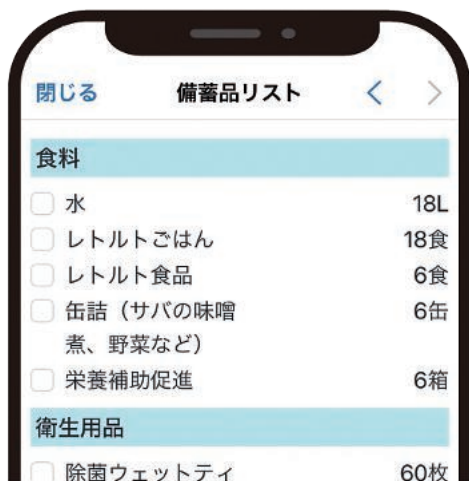 閉じる 備蓄品リスト < >
食料
水 18L
レトルトごはん 18食
レトルト食品 6食
缶詰（サバの味噌 6缶
煮、野菜など）
栄養補助促進 6箱
衛生用品
除菌ウェットティ 60枚